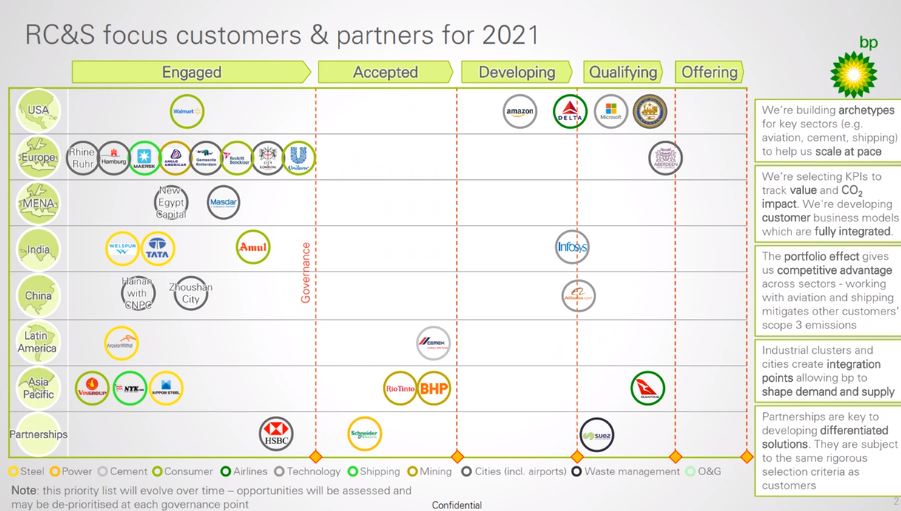 RC&S focus customers & partners for 2021
bp
Engaged
Accepted
Developing
Qualifying
Offering
USA
Walmart
amazon
DELTA
Microsoft
Europe
Rhine
Ruhr
Hamburg
MAERSK
ANGLO
AMERICAN
Gemeente
Rotterdam
Reckitt
Benckiser
CITY
LONDON
Unilever
ABERDEEN
MENA
New
Egypt
Capital
Masdar
India
WELSPUN
TATA
Amul
Infosys
Governance
China
Hainan
with
CNPC
Zhoushan
City
Alibaba.com
Latin
America
ArcelorMittal
CEMEX
Asia
Pacific
VINGROUP
NYK
NIPPON STEEL
RioTinto
BHP
QANTAS
Partnerships
HSBC
Schneider
suez
We're building archetypes
for key sectors (e.g.
aviation, cement, shipping)
to help us scale at pace
We're selecting KPIs to
track value and CO₂
impact. We're developing
customer business models
which are fully integrated.
The portfolio effect gives
us competitive advantage
across sectors - working
with aviation and shipping
mitigates other customers'
scope 3 emissions
Industrial clusters and
cities create integration
points allowing bp to
shape demand and supply
Partnerships are key to
developing differentiated
solutions. They are subject
to the same rigorous
selection criteria as
customers
Steel Power Cement Consumer Airlines Technology Shipping Mining Cities (incl. airports) Waste management O&G
Note: this priority list will evolve over time – opportunities will be assessed and
may be de-prioritised at each governance point
Confidential
2